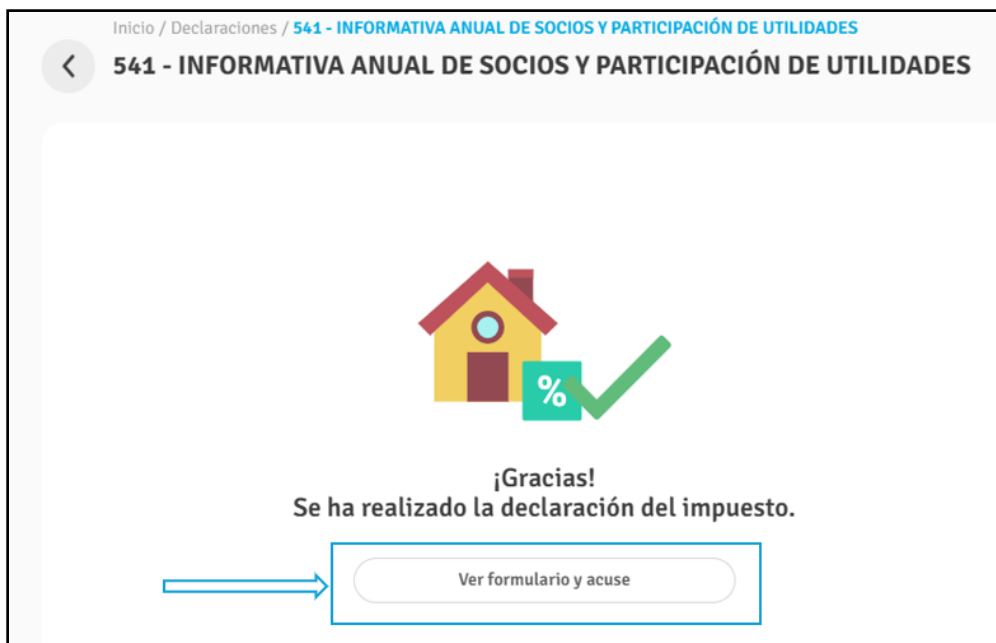 Inicio / Declaraciones / 541 - INFORMATIVA ANUAL DE SOCIOS Y PARTICIPACIÓN DE UTILIDADES
541 - INFORMATIVA ANUAL DE SOCIOS Y PARTICIPACIÓN DE UTILIDADES
%
¡Gracias!
Se ha realizado la declaración del impuesto.
Ver formulario y acuse